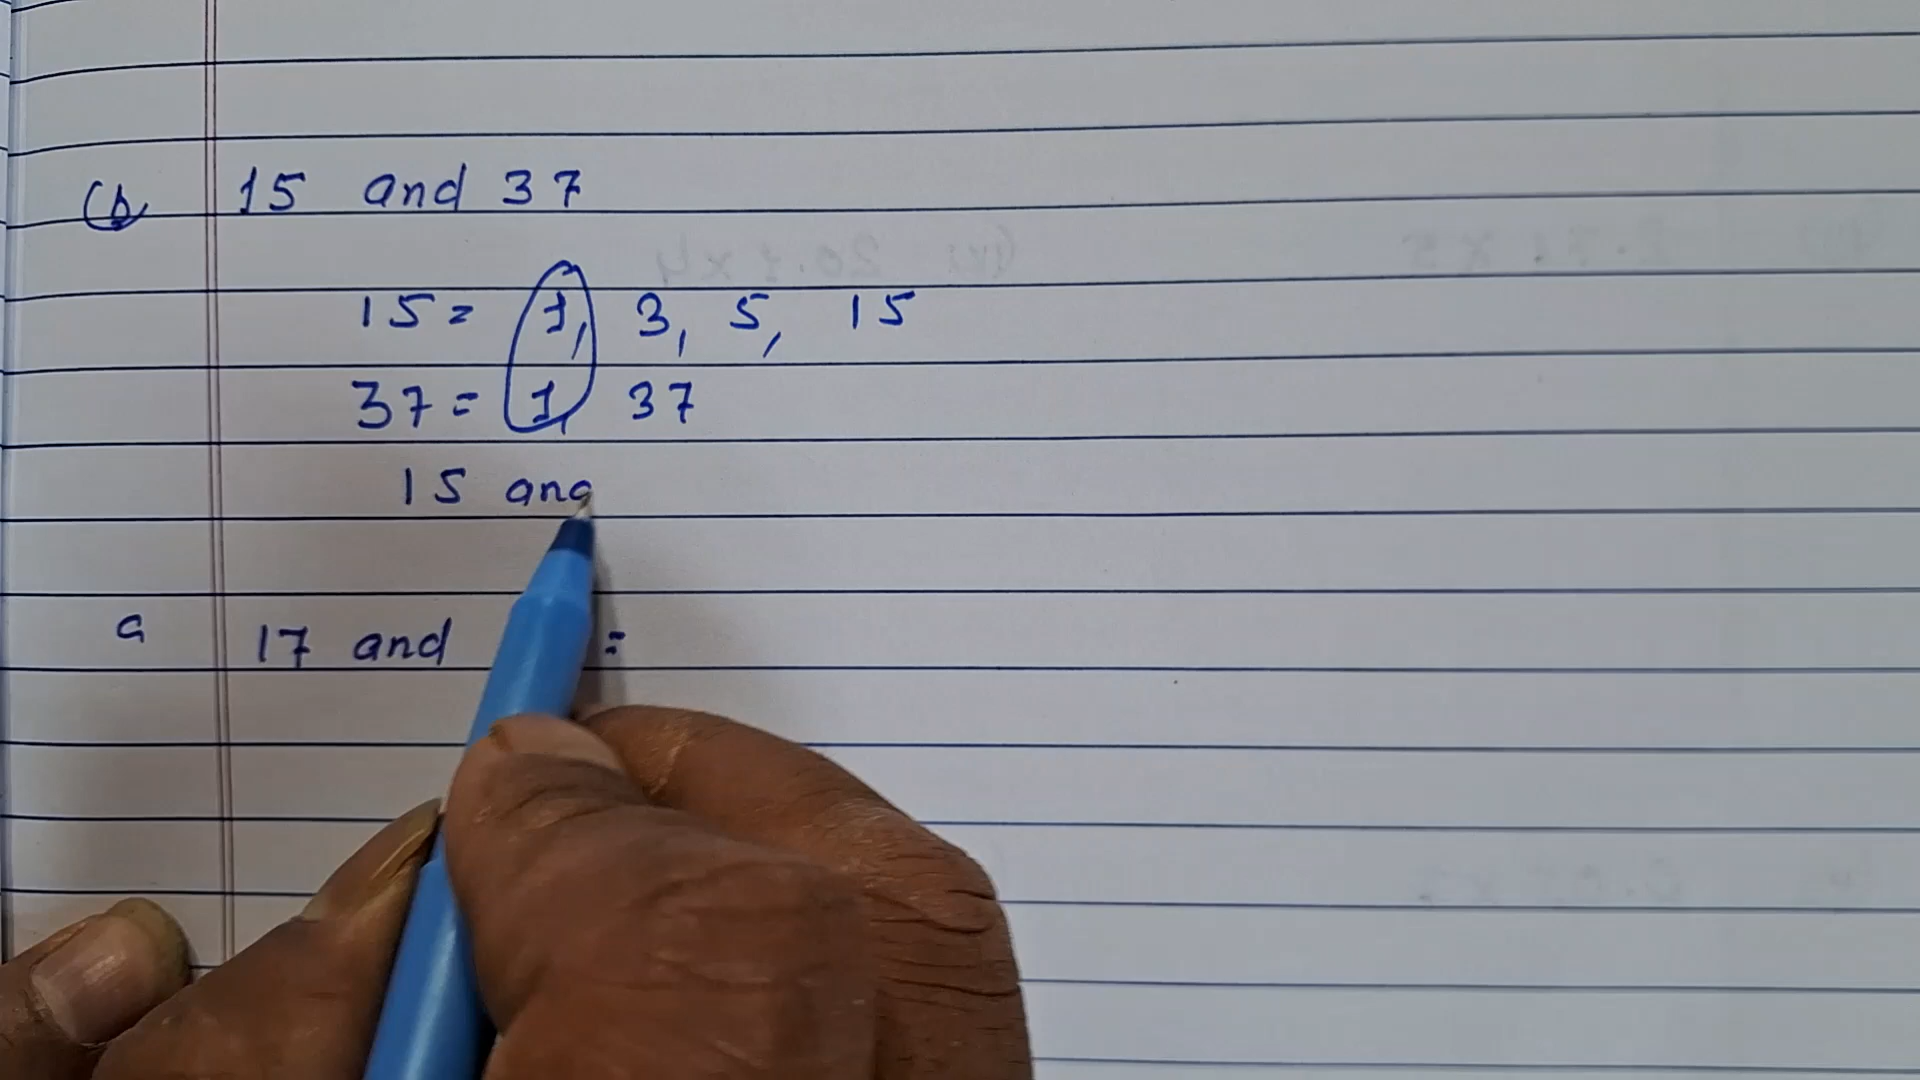 (b) 15 and 37
15= 1, 3, 5, 15
37= 1, 37
15 and
a 17 and =